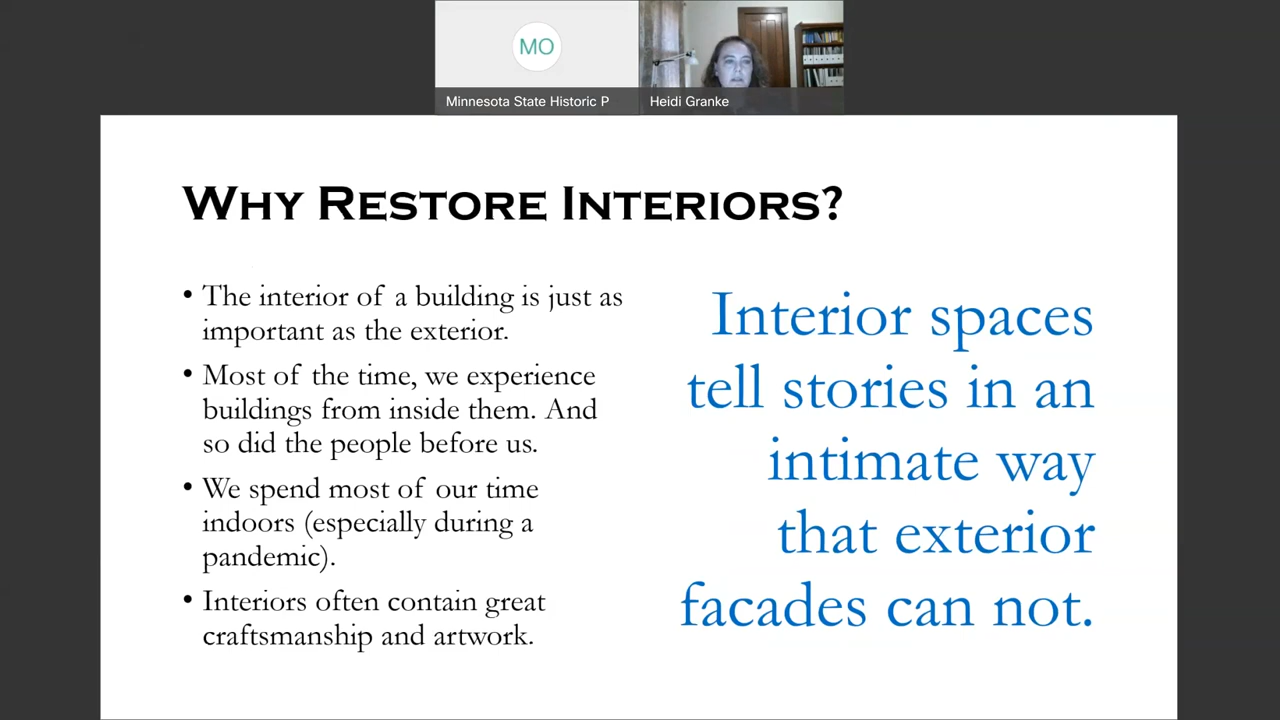 MO
Minnesota State Historic P
Heidi Granke
WHY RESTORE INTERIORS?
• The interior of a building is just as
important as the exterior.
• Most of the time, we experience
buildings from inside them. And
so did the people before us.
• We spend most of our time
indoors (especially during a
pandemic).
• Interiors often contain great
craftsmanship and artwork.
Interior spaces
tell stories in an
intimate way
that exterior
facades can not.